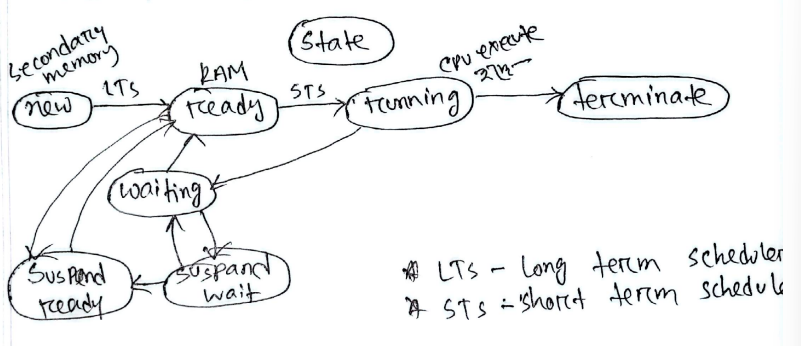 Secondary
memory
State
CPU execute
RAM
new
LTS
ready
STS
running
terminate
waiting
Suspend
ready
suspand
wait
LTS - long term scheduler
STS - short term schedul